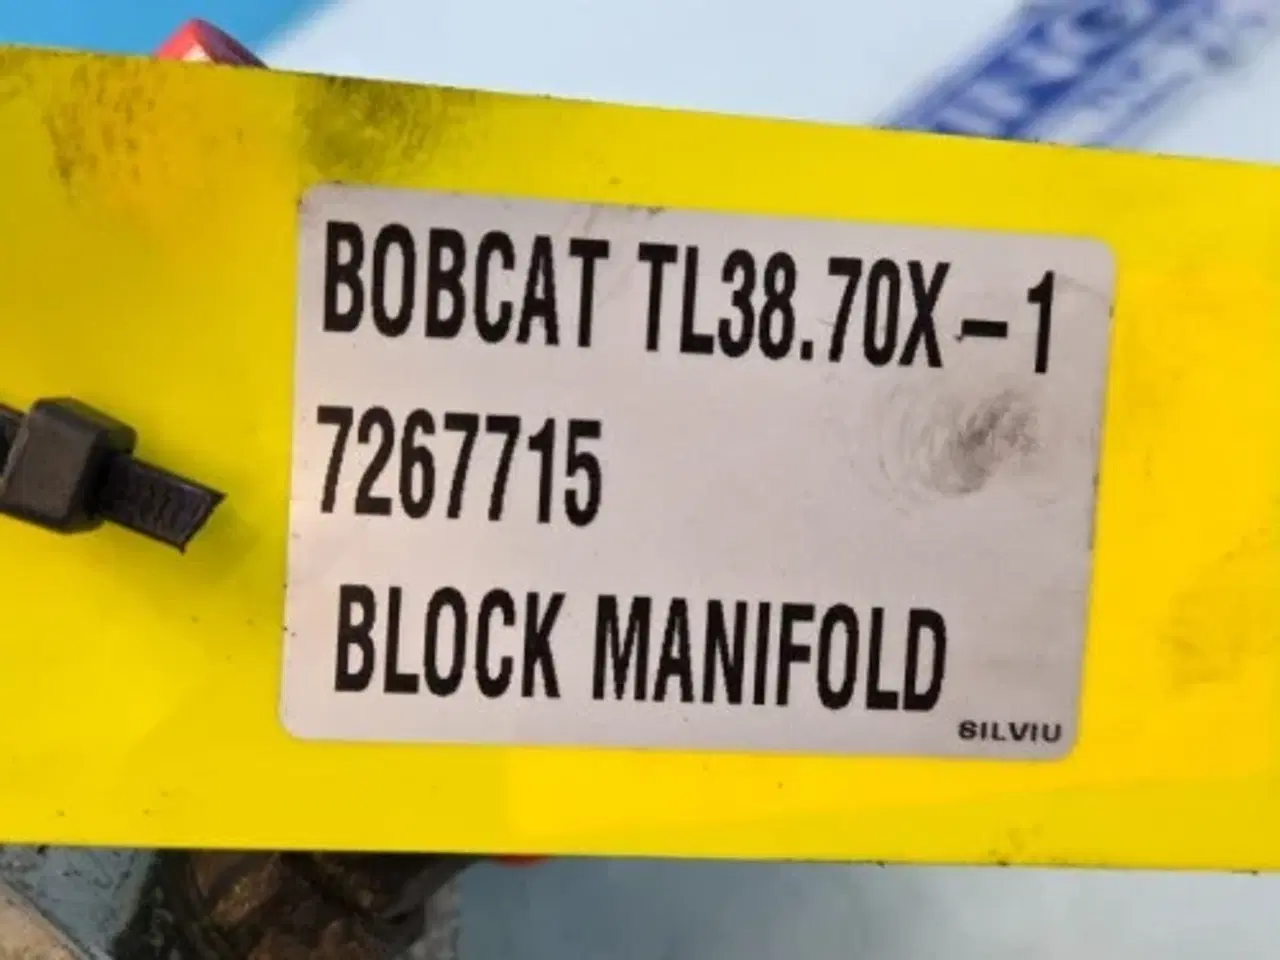 BOBCAT TL38.70X-1
7267715
BLOCK MANIFOLD
SILVIU